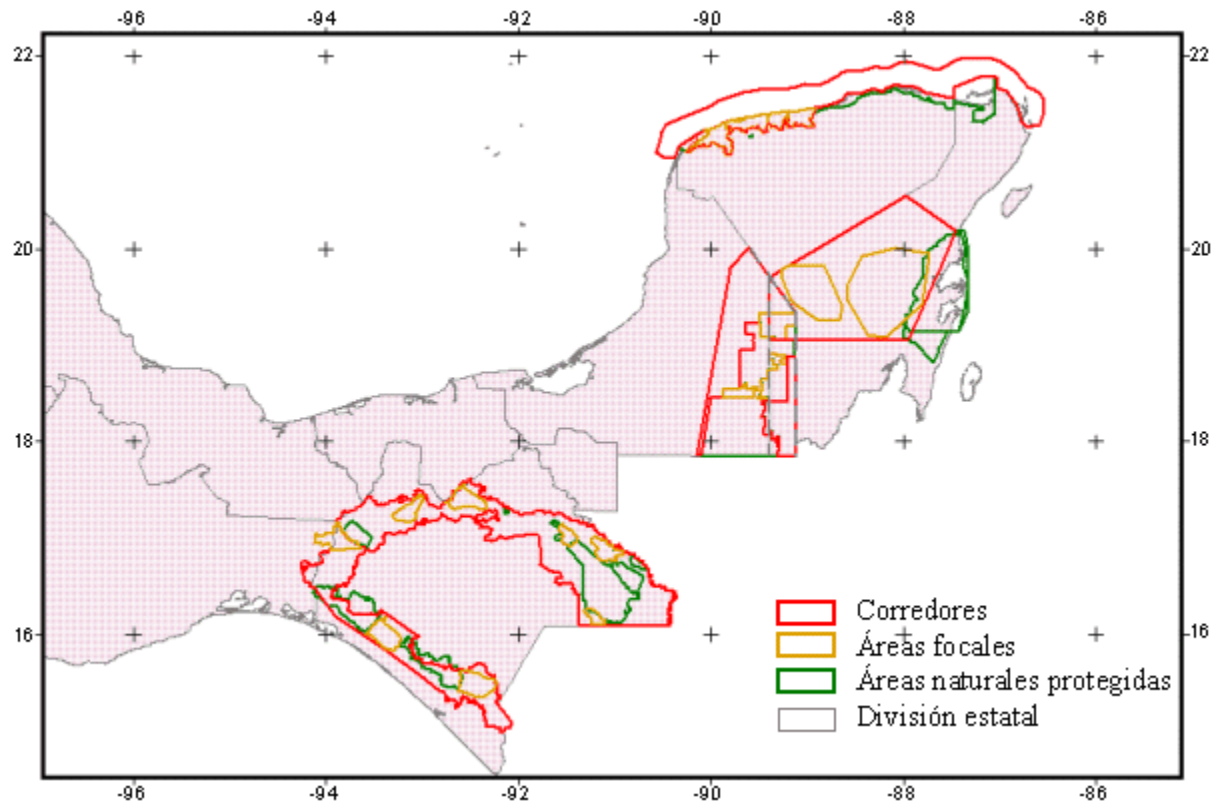 -96 -94 -92 -90 -88 -86
22 22
20 20
18 18
16 16
Corredores
Áreas focales
Áreas naturales protegidas
División estatal
-96 -94 -92 -90 -88 -86